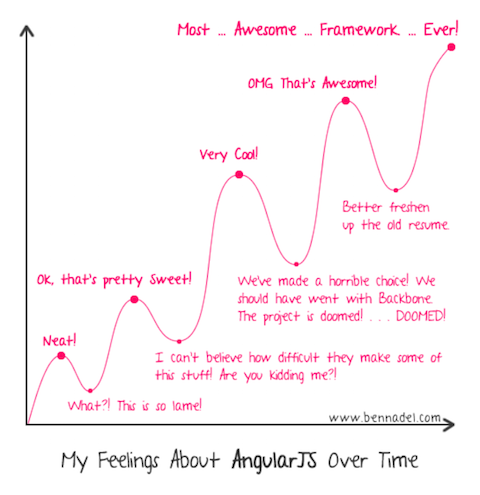 Most ... Awesome ... Framework ... Ever!
OMG That's Awesome!
Very Cool!
Better freshen
up the old resume.
Ok, that's pretty Sweet!
We've made a horrible choice! We
should have went with Backbone.
The project is doomed! . . . DOOMED!
Neat!
I can't believe how difficult they make some of
this stuff! Are you kidding me?!
What?! This is so lame!
www.bennadel.com
My Feelings About AngularJS Over Time